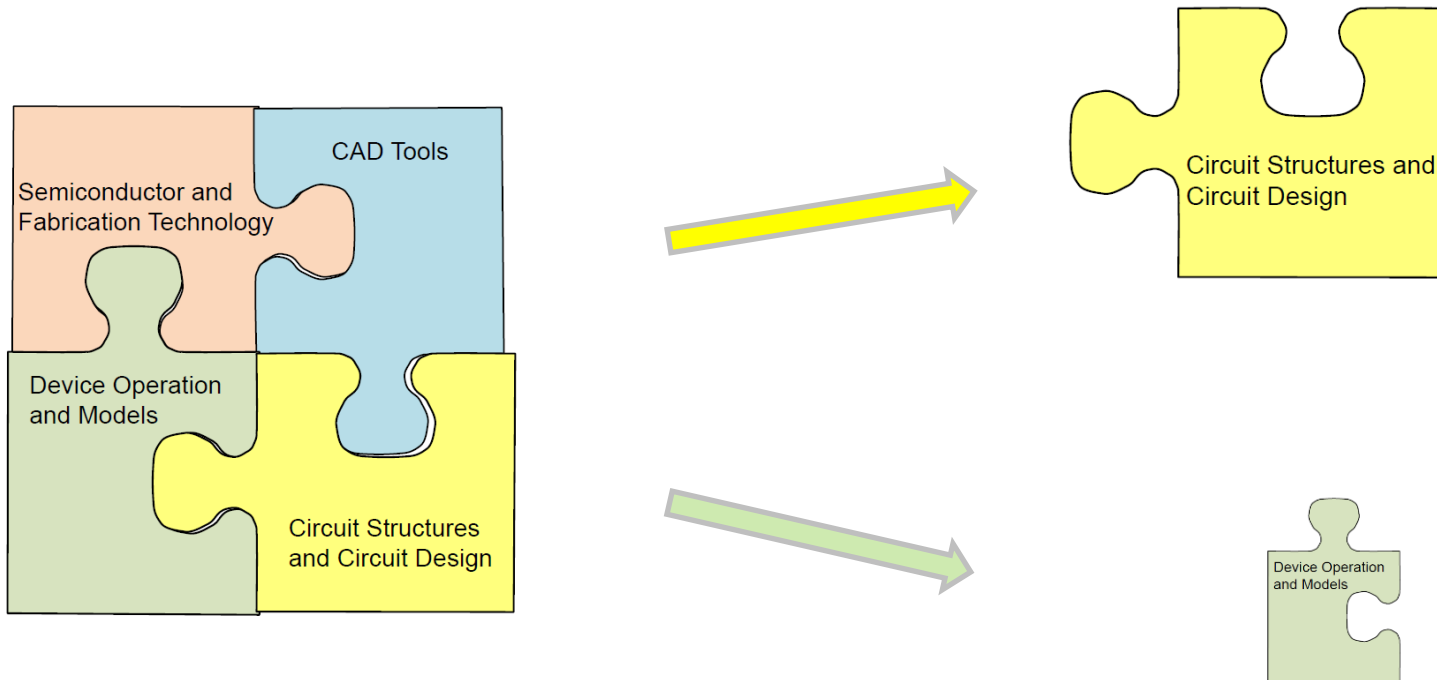 CAD Tools
Semiconductor and
Fabrication Technology
Device Operation
and Models
Circuit Structures
and Circuit Design
Circuit Structures and
Circuit Design
Device Operation
and Models